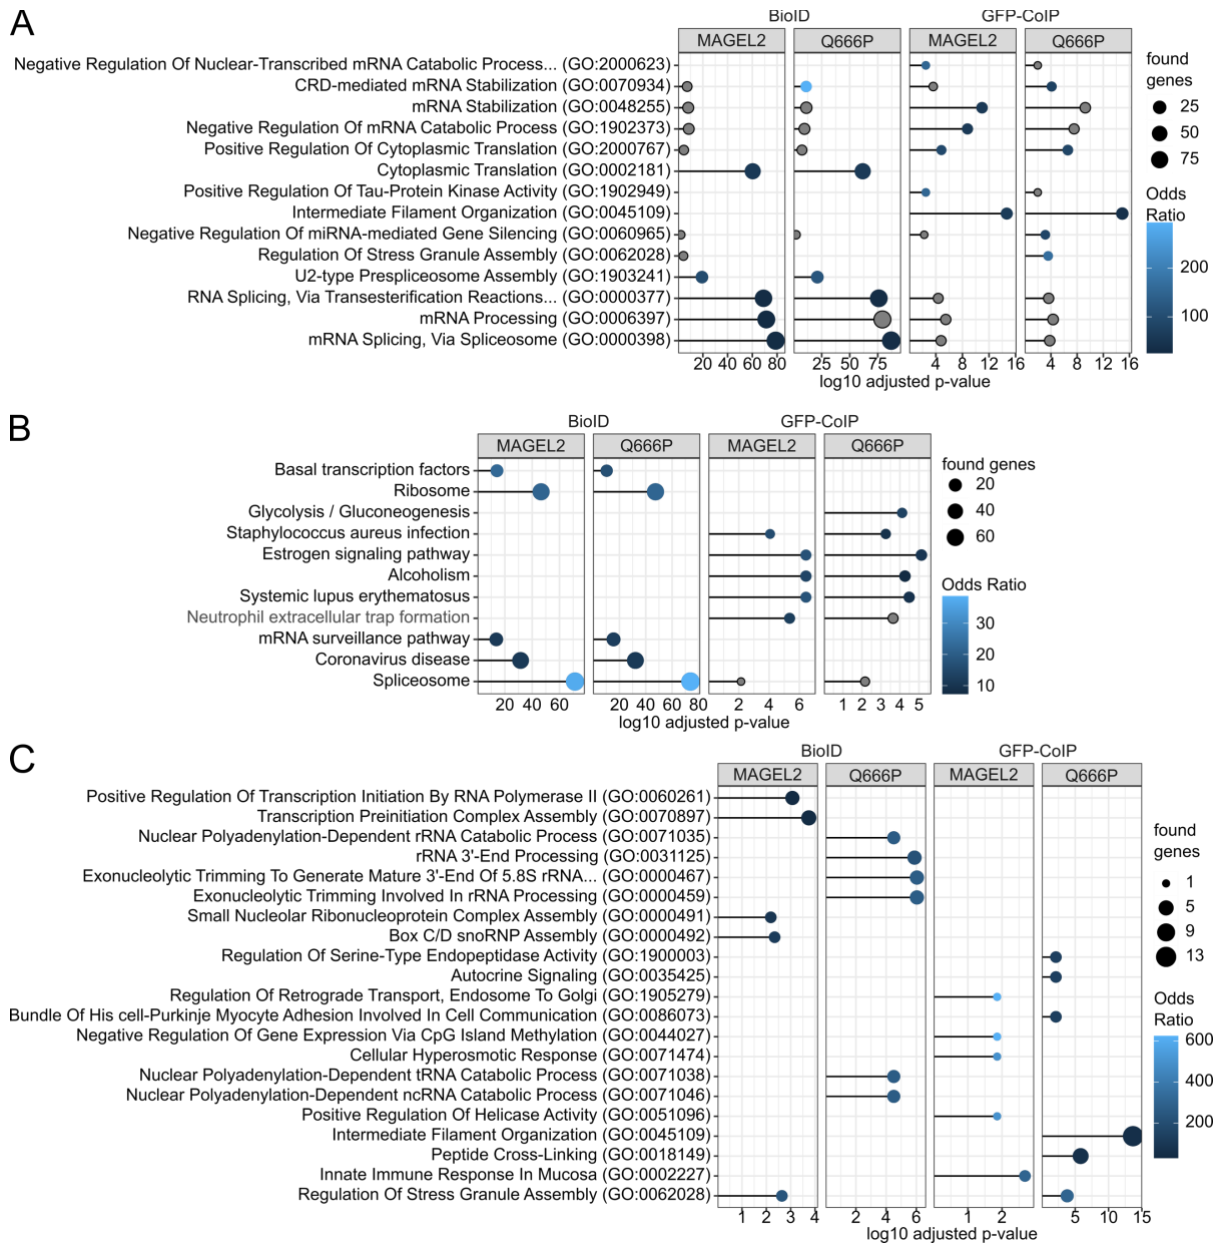 A
BioID
GFP-CoIP
MAGEL2
Q666P
MAGEL2
Q666P
Negative Regulation Of Nuclear-Transcribed mRNA Catabolic Process... (GO:2000623)
CRD-mediated mRNA Stabilization (GO:0070934)
mRNA Stabilization (GO:0048255)
Negative Regulation Of mRNA Catabolic Process (GO:1902373)
Positive Regulation Of Cytoplasmic Translation (GO:2000767)
Cytoplasmic Translation (GO:0002181)
Positive Regulation Of Tau-Protein Kinase Activity (GO:1902949)
Intermediate Filament Organization (GO:0045109)
Negative Regulation Of miRNA-mediated Gene Silencing (GO:0060965)
Regulation Of Stress Granule Assembly (GO:0062028)
U2-type Prespliceosome Assembly (GO:1903241)
RNA Splicing, Via Transesterification Reactions... (GO:0000377)
mRNA Processing (GO:0006397)
mRNA Splicing, Via Spliceosome (GO:0000398)
20 40 60 80
25 50 75
4 8 12 16
4 8 12 16
log10 adjusted p-value
found
genes
25
50
75
Odds
Ratio
200
100
B
BioID
GFP-CoIP
MAGEL2
Q666P
MAGEL2
Q666P
Basal transcription factors
Ribosome
Glycolysis / Gluconeogenesis
Staphylococcus aureus infection
Estrogen signaling pathway
Alcoholism
Systemic lupus erythematosus
Neutrophil extracellular trap formation
mRNA surveillance pathway
Coronavirus disease
Spliceosome
20 40 60
20 40 60 80
2 4 6
1 2 3 4 5
log10 adjusted p-value
found genes
20
40
60
Odds Ratio
30
20
10
C
BioID
GFP-CoIP
MAGEL2
Q666P
MAGEL2
Q666P
Positive Regulation Of Transcription Initiation By RNA Polymerase II (GO:0060261)
Transcription Preinitiation Complex Assembly (GO:0070897)
Nuclear Polyadenylation-Dependent rRNA Catabolic Process (GO:0071035)
rRNA 3'-End Processing (GO:0031125)
Exonucleolytic Trimming To Generate Mature 3'-End Of 5.8S rRNA... (GO:0000467)
Exonucleolytic Trimming Involved In rRNA Processing (GO:0000459)
Small Nucleolar Ribonucleoprotein Complex Assembly (GO:0000491)
Box C/D snoRNP Assembly (GO:0000492)
Regulation Of Serine-Type Endopeptidase Activity (GO:1900003)
Autocrine Signaling (GO:0035425)
Regulation Of Retrograde Transport, Endosome To Golgi (GO:1905279)
Bundle Of His cell-Purkinje Myocyte Adhesion Involved In Cell Communication (GO:0086073)
Negative Regulation Of Gene Expression Via CpG Island Methylation (GO:0044027)
Cellular Hyperosmotic Response (GO:0071474)
Nuclear Polyadenylation-Dependent tRNA Catabolic Process (GO:0071038)
Nuclear Polyadenylation-Dependent ncRNA Catabolic Process (GO:0071046)
Positive Regulation Of Helicase Activity (GO:0051096)
Intermediate Filament Organization (GO:0045109)
Peptide Cross-Linking (GO:0018149)
Innate Immune Response In Mucosa (GO:0002227)
Regulation Of Stress Granule Assembly (GO:0062028)
1 2 3 4
2 4 6
1 2
5 10 15
log10 adjusted p-value
found
genes
1
5
9
13
Odds
Ratio
600
400
200